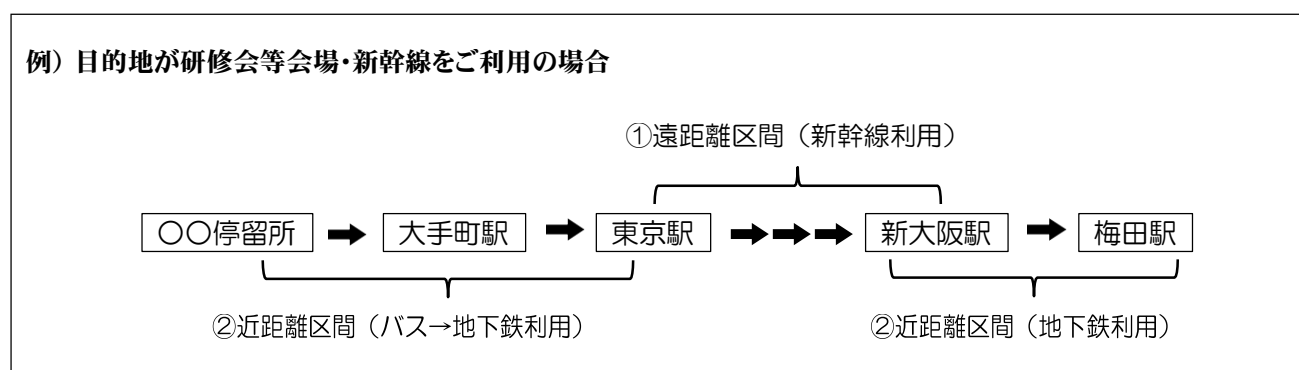 例）目的地が研修会等会場・新幹線をご利用の場合
①遠距離区間（新幹線利用）
〇〇停留所 ➡ 大手町駅 ➡ 東京駅 ➡➡➡ 新大阪駅 ➡ 梅田駅
②近距離区間（バス→地下鉄利用） ②近距離区間（地下鉄利用）